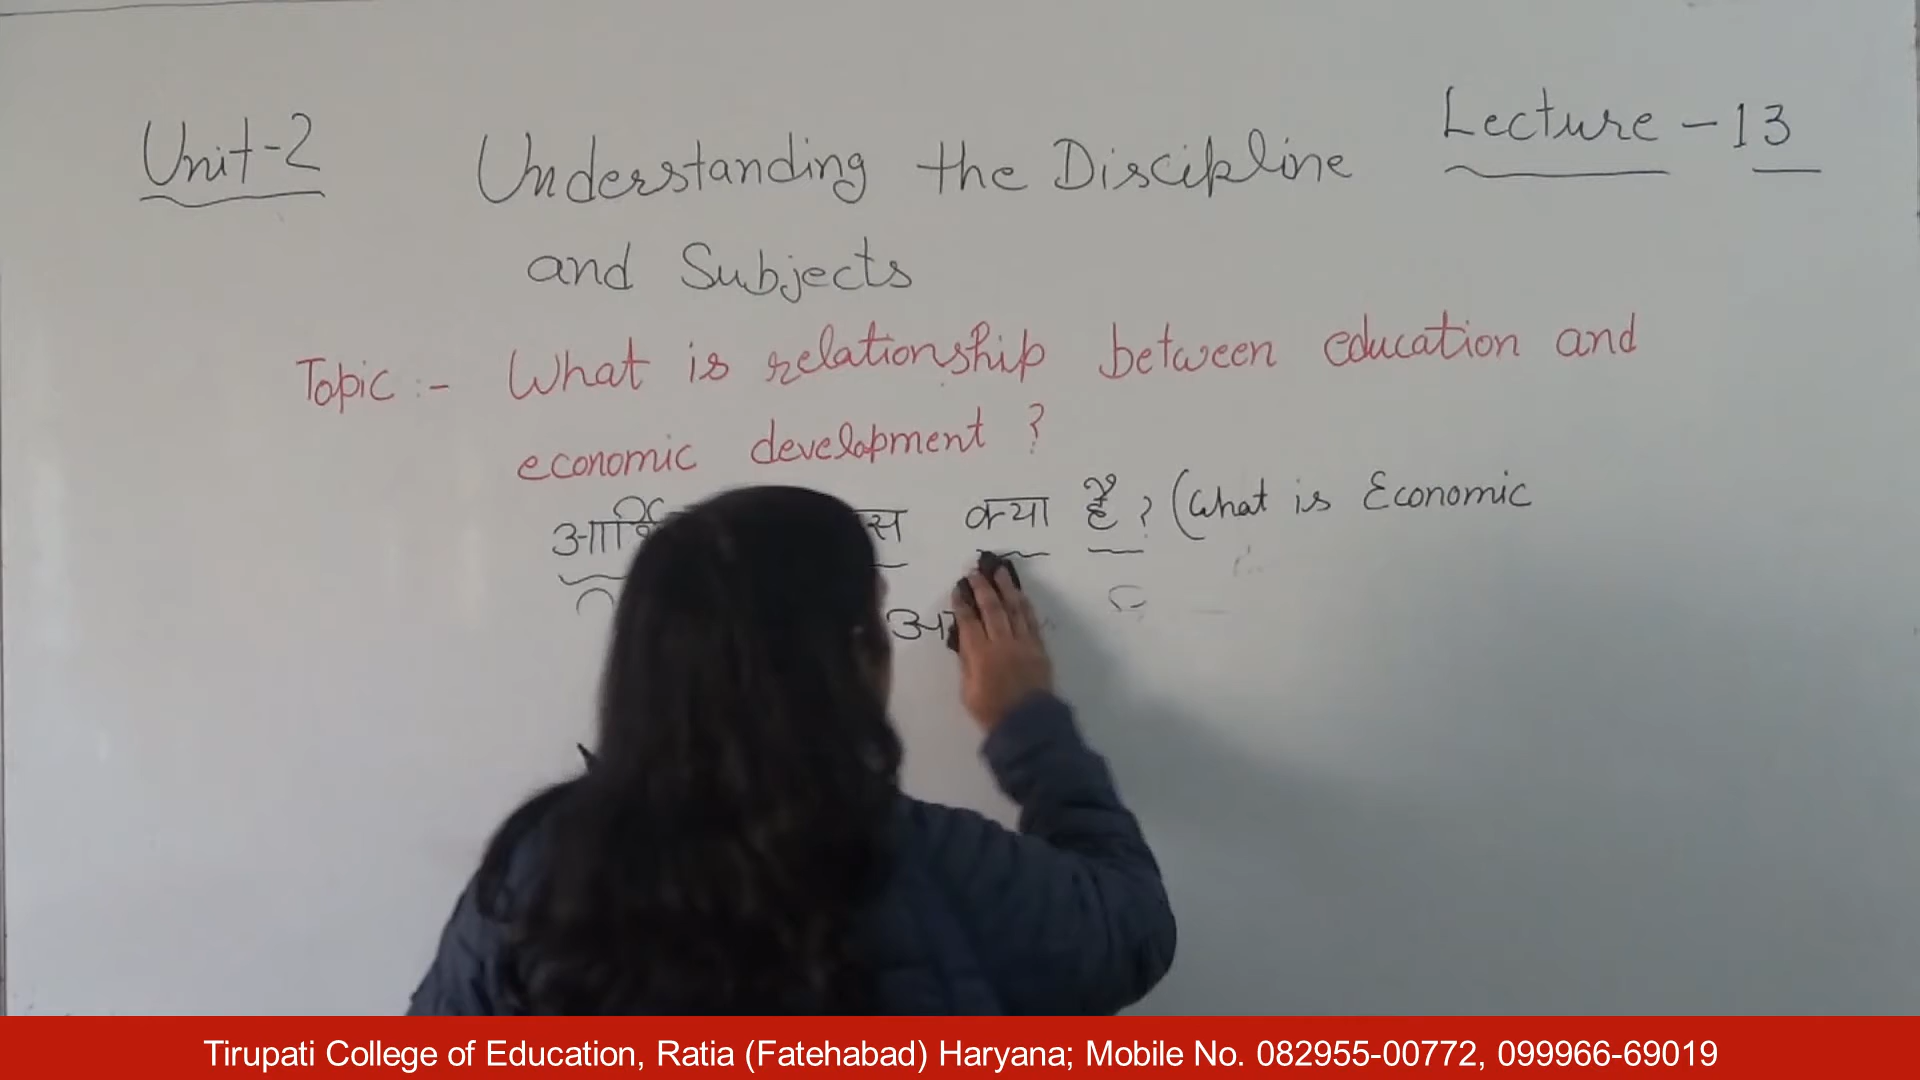 Unit-2
Lecture - 13
Understanding the Discipline
and Subjects
Topic :- What is relationship between education and
economic development ?
क्या है ? (What is Economic
Tirupati College of Education, Ratia (Fatehabad) Haryana; Mobile No. 082955-00772, 099966-69019